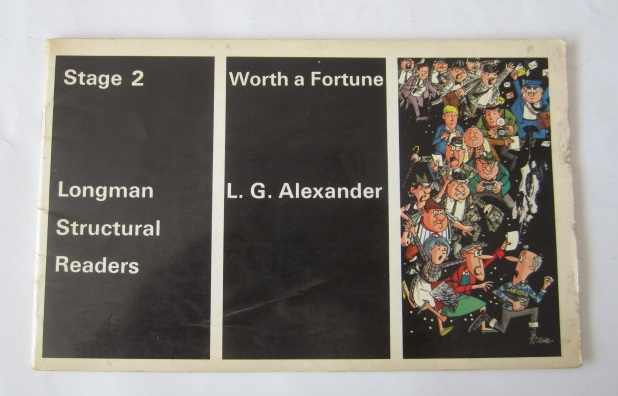 Stage 2
Longman
Structural
Readers
Worth a Fortune
L. G. Alexander